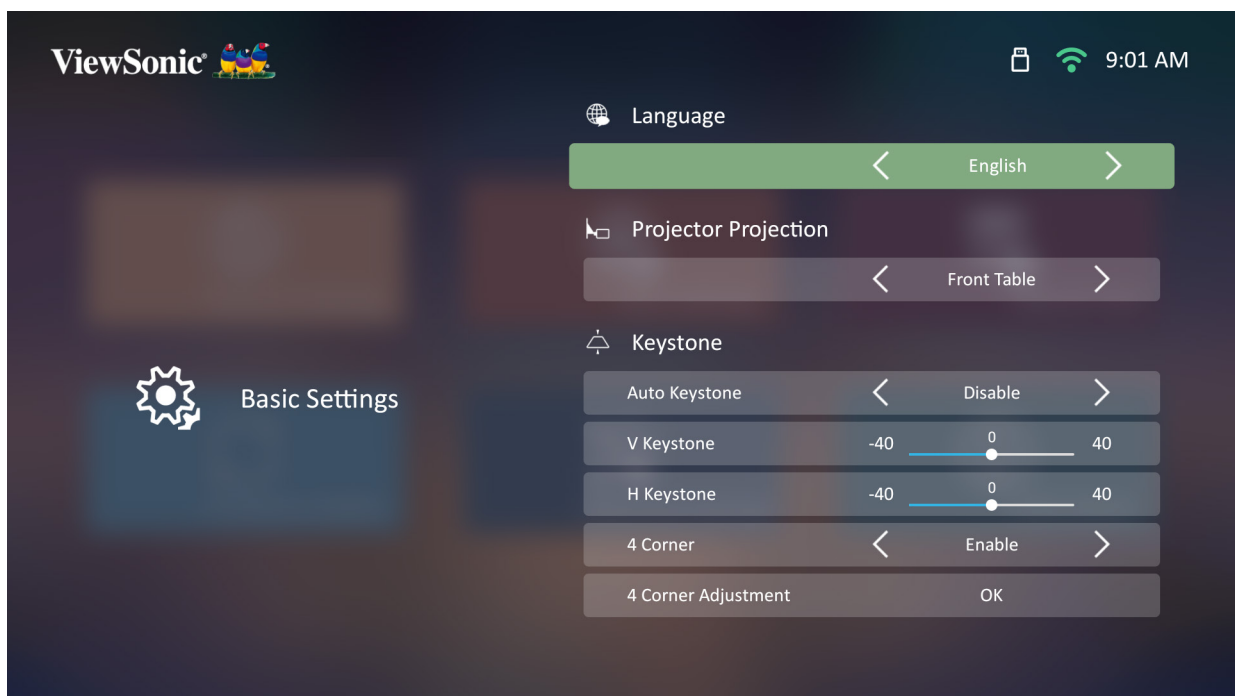 ViewSonic®
9:01 AM
Language
English
Projector Projection
Front Table
Keystone
Auto Keystone Disable
V Keystone -40 0 40
H Keystone -40 0 40
4 Corner Enable
4 Corner Adjustment OK
Basic Settings